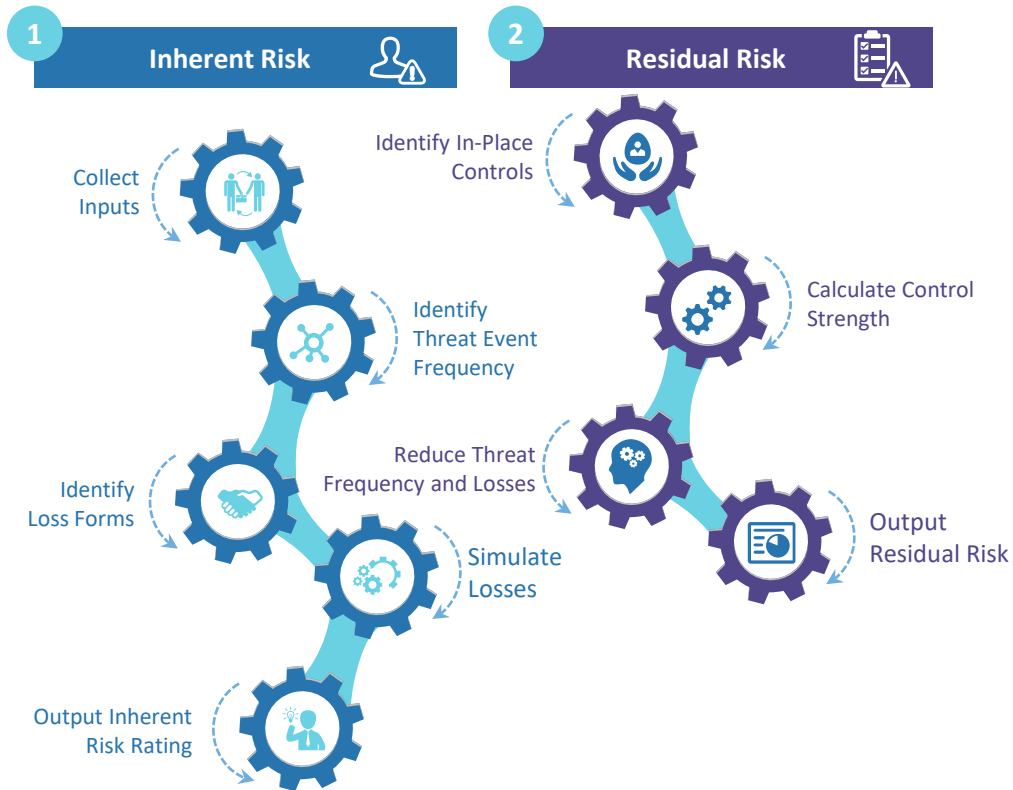 1
Inherent Risk
Collect
Inputs
Identify
Threat Event
Frequency
Identify
Loss Forms
Simulate
Losses
Output Inherent
Risk Rating
2
Residual Risk
Identify In-Place
Controls
Calculate Control
Strength
Reduce Threat
Frequency and Losses
Output
Residual Risk